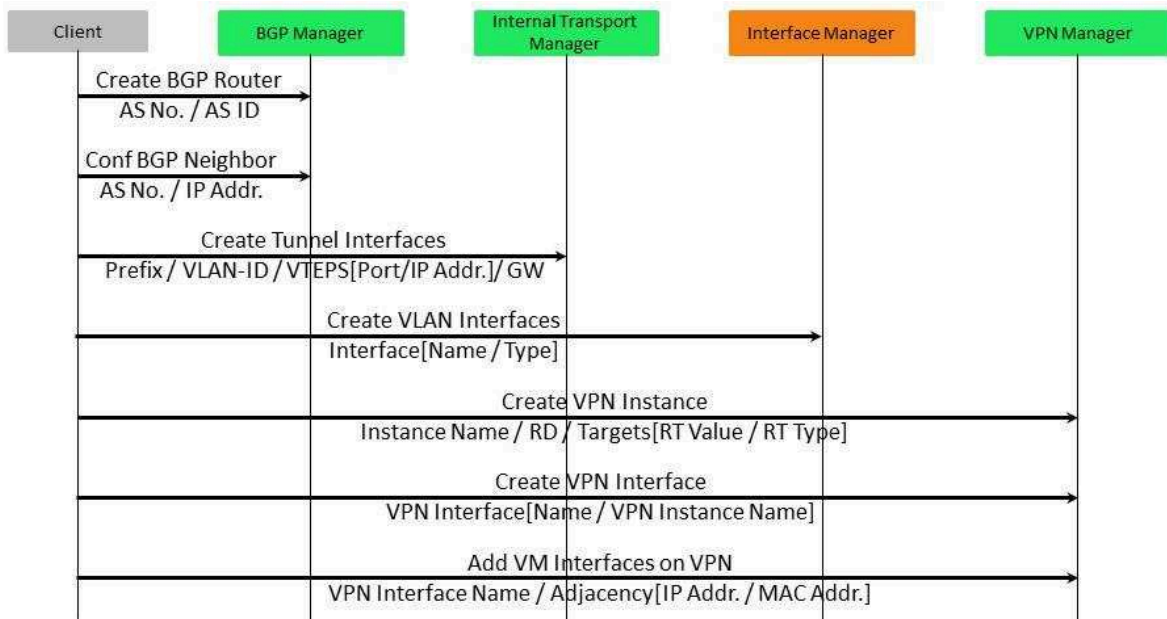 Client
BGP Manager
Internal Transport
Manager
Interface Manager
VPN Manager
Create BGP Router
AS No. / AS ID
Conf BGP Neighbor
AS No. / IP Addr.
Create Tunnel Interfaces
Prefix / VLAN-ID / VTEPS[Port/IP Addr.]/ GW
Create VLAN Interfaces
Interface[Name / Type]
Create VPN Instance
Instance Name / RD / Targets[RT Value / RT Type]
Create VPN Interface
VPN Interface[Name / VPN Instance Name]
Add VM Interfaces on VPN
VPN Interface Name / Adjacency[IP Addr. / MAC Addr.]